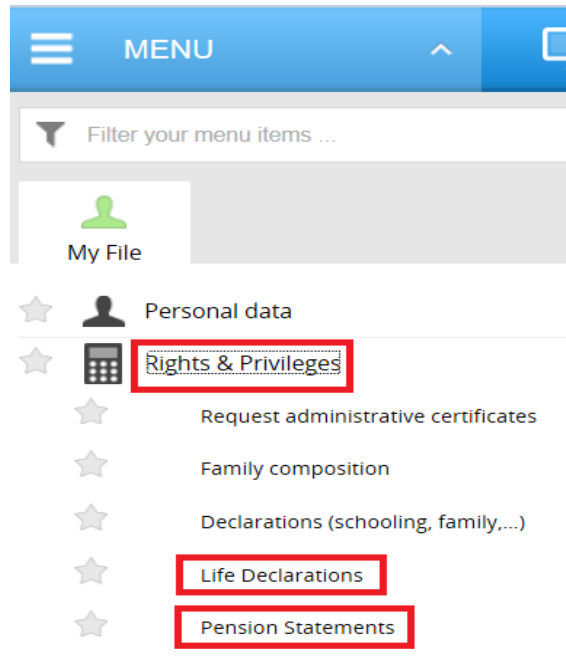 MENU
Filter your menu items ...
My File
Personal data
Rights & Privileges
Request administrative certificates
Family composition
Declarations (schooling, family,...)
Life Declarations
Pension Statements